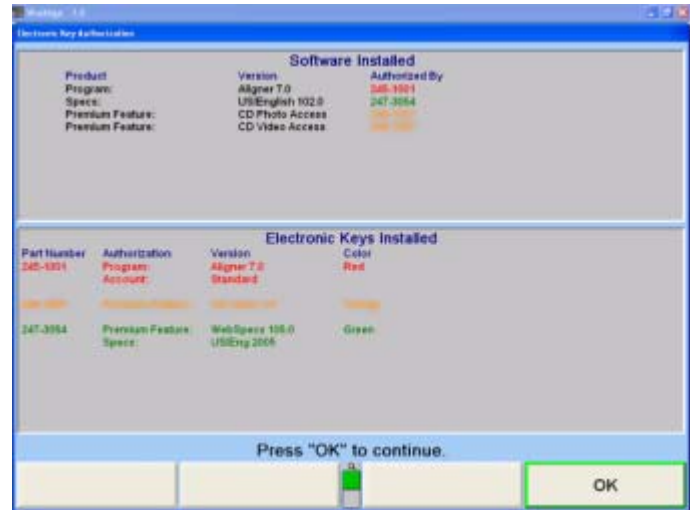 WinAlign 7.0
Electronic Key Authorization
Software Installed
Product Version Authorized By
Program: Aligner 7.0 245-1001
Specs: US/English 102.0 247-3054
Premium Feature: CD Photo Access
Premium Feature: CD Video Access
Electronic Keys Installed
Part Number Authorization Version Color
245-1001 Program: Aligner 7.0 Red
Account: Standard
247-3054 Premium Feature: WebSpecs 105.0 Green
Specs: US/Eng 2005
Press "OK" to continue.
OK